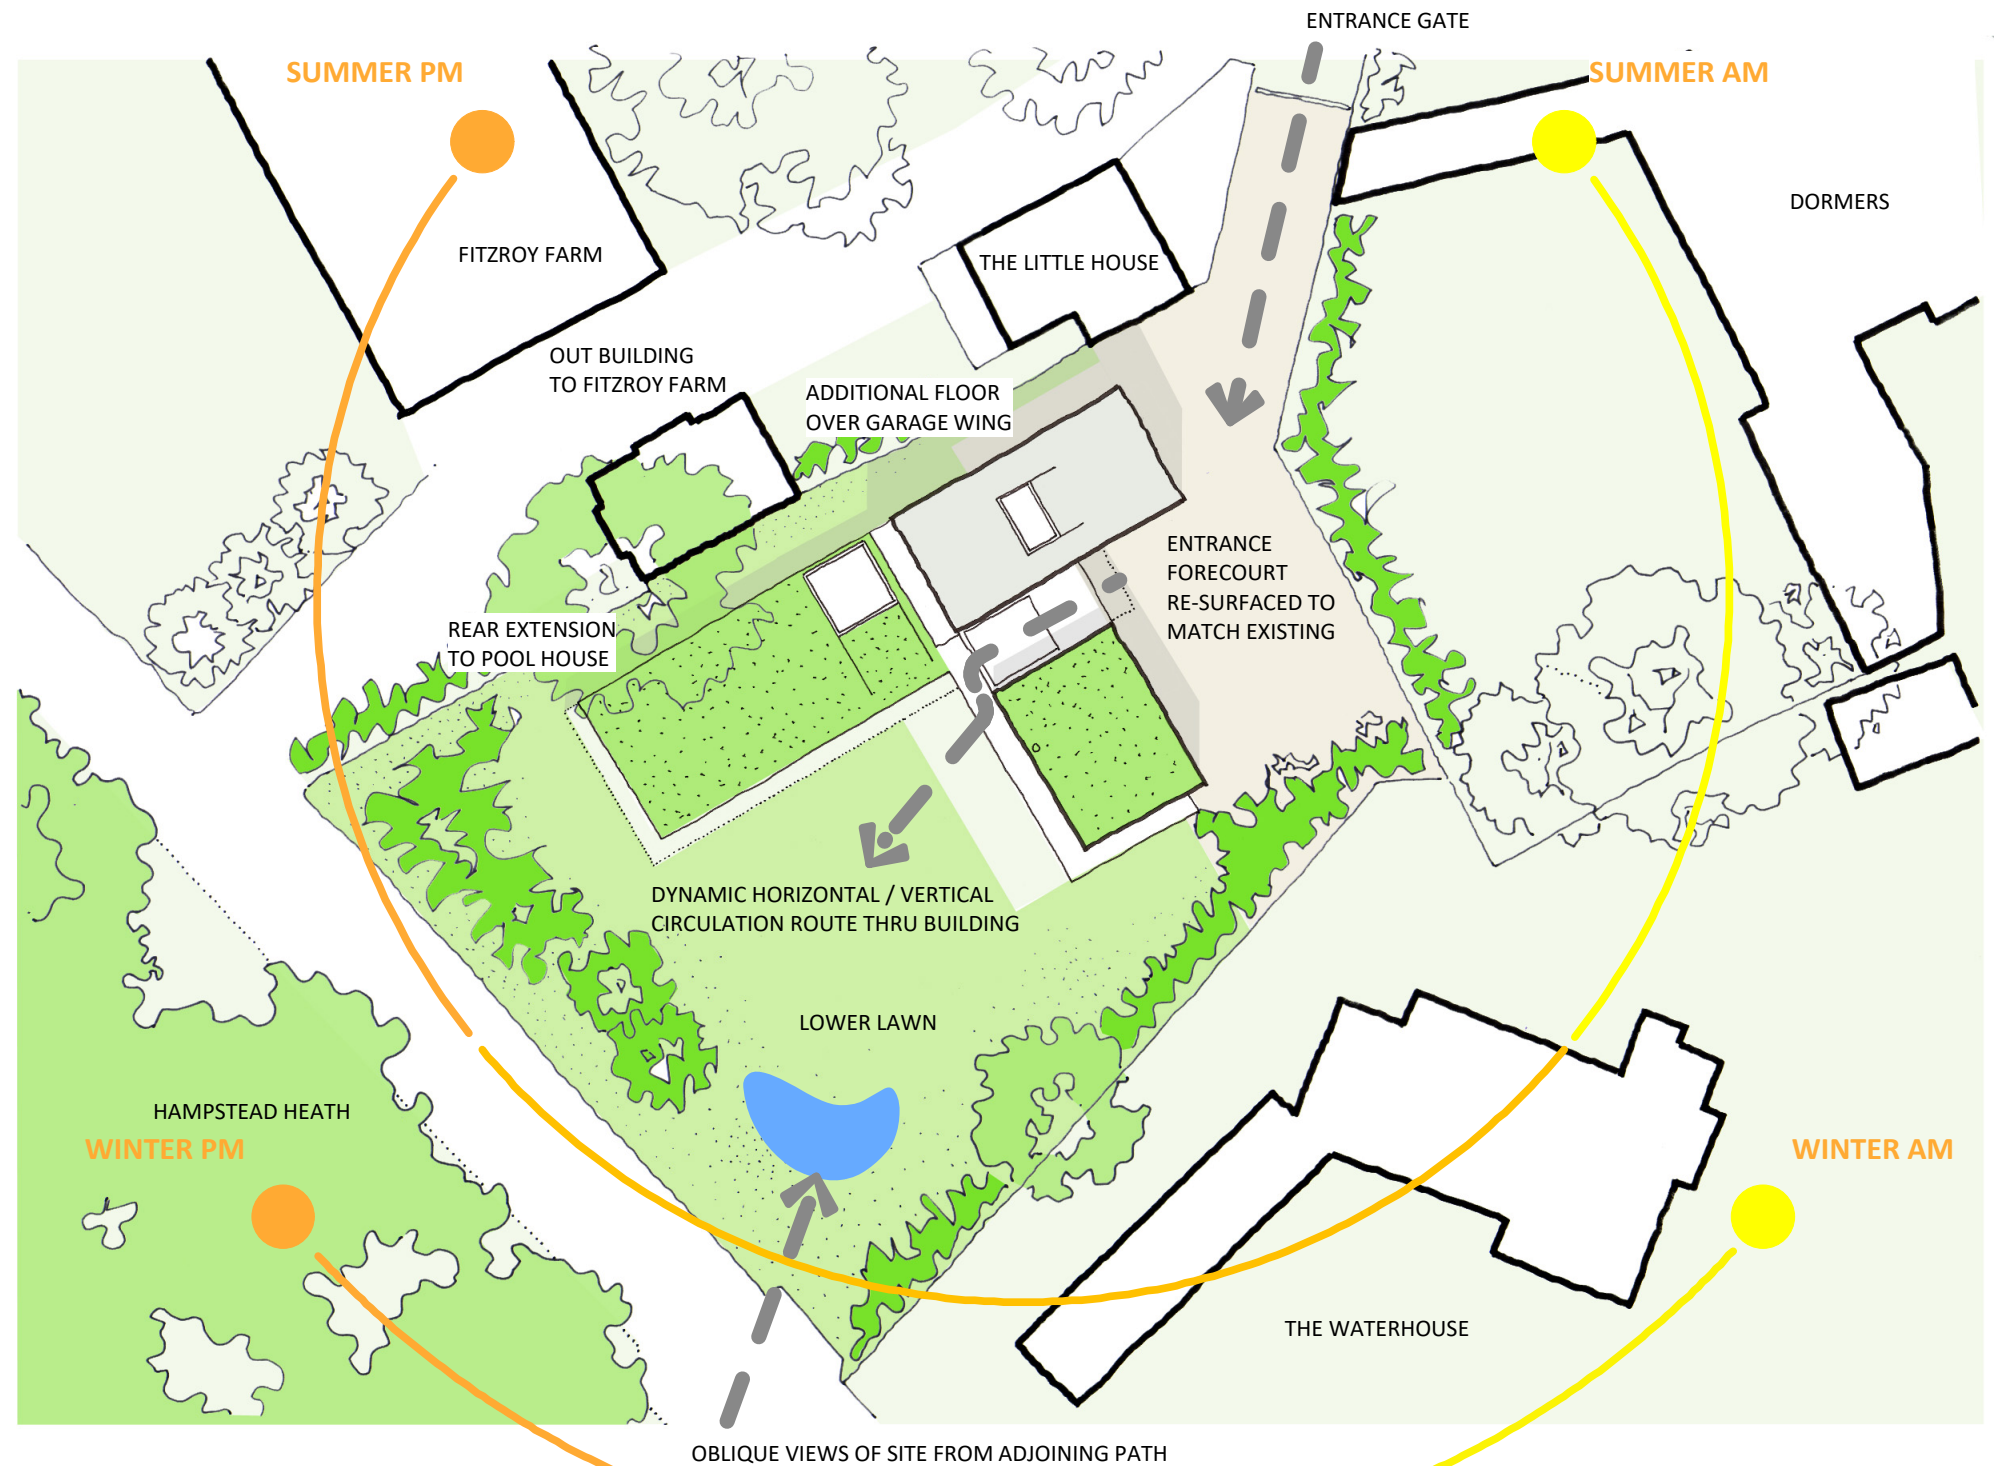 ENTRANCE GATE
SUMMER PM
SUMMER AM
DORMERS
FITZROY FARM
THE LITTLE HOUSE
OUT BUILDING
TO FITZROY FARM
ADDITIONAL FLOOR
OVER GARAGE WING
ENTRANCE
FORECOURT
RE-SURFACED TO
MATCH EXISTING
REAR EXTENSION
TO POOL HOUSE
DYNAMIC HORIZONTAL / VERTICAL
CIRCULATION ROUTE THRU BUILDING
LOWER LAWN
HAMPSTEAD HEATH
WINTER PM
WINTER AM
THE WATERHOUSE
OBLIQUE VIEWS OF SITE FROM ADJOINING PATH